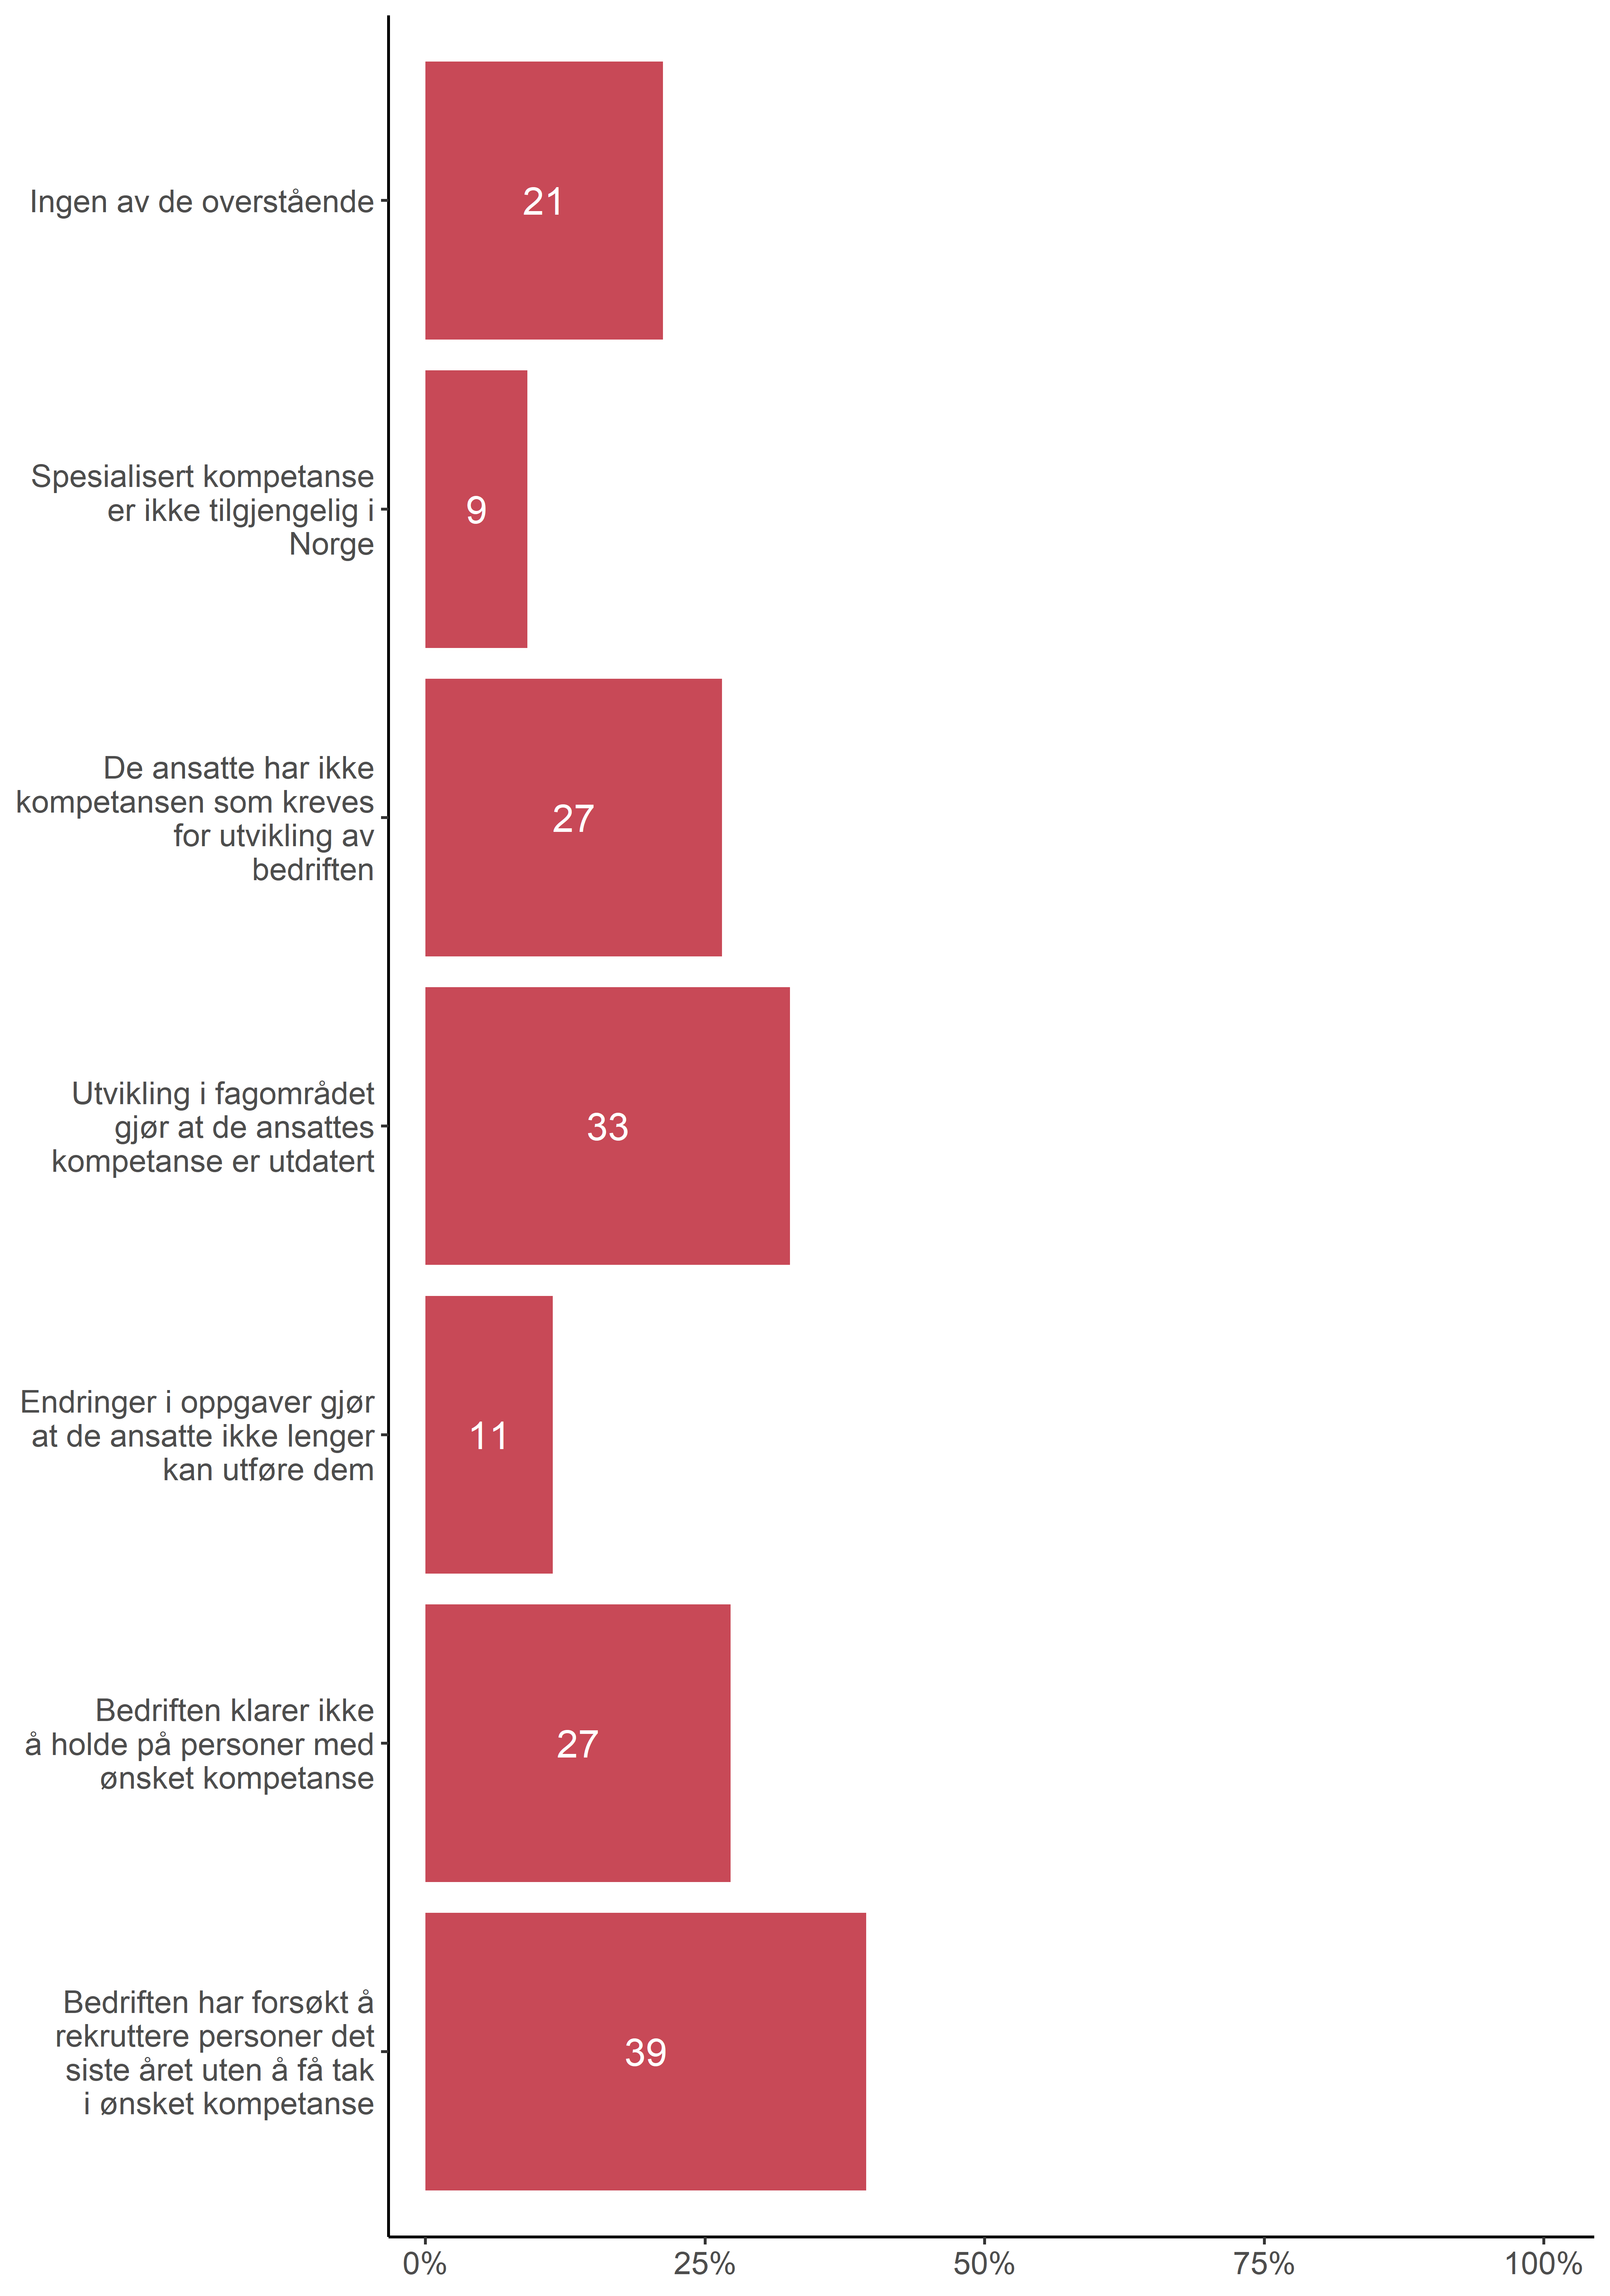 Ingen av de overstående
21
Spesialisert kompetanse
er ikke tilgjengelig i
Norge
9
De ansatte har ikke
kompetansen som kreves
for utvikling av
bedriften
27
Utvikling i fagområdet
gjør at de ansattes
kompetanse er utdatert
33
Endringer i oppgaver gjør
at de ansatte ikke lenger
kan utføre dem
11
Bedriften klarer ikke
å holde på personer med
ønsket kompetanse
27
Bedriften har forsøkt å
rekruttere personer det
siste året uten å få tak
i ønsket kompetanse
39
0% 25% 50% 75% 100%